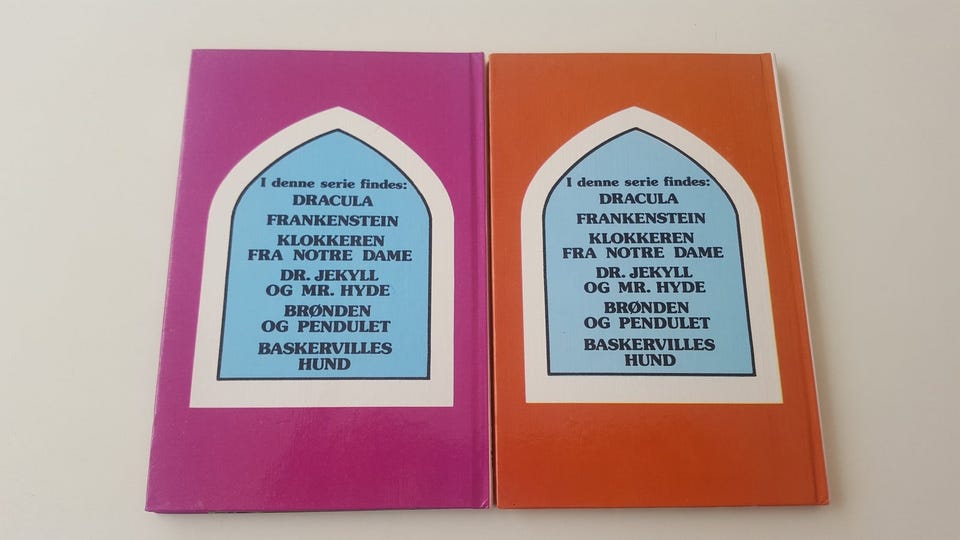 I denne serie findes:
DRACULA
FRANKENSTEIN
KLOKKEREN
FRA NOTRE DAME
DR. JEKYLL
OG MR. HYDE
BRØNDEN
OG PENDULET
BASKERVILLES
HUND
I denne serie findes:
DRACULA
FRANKENSTEIN
KLOKKEREN
FRA NOTRE DAME
DR. JEKYLL
OG MR. HYDE
BRØNDEN
OG PENDULET
BASKERVILLES
HUND